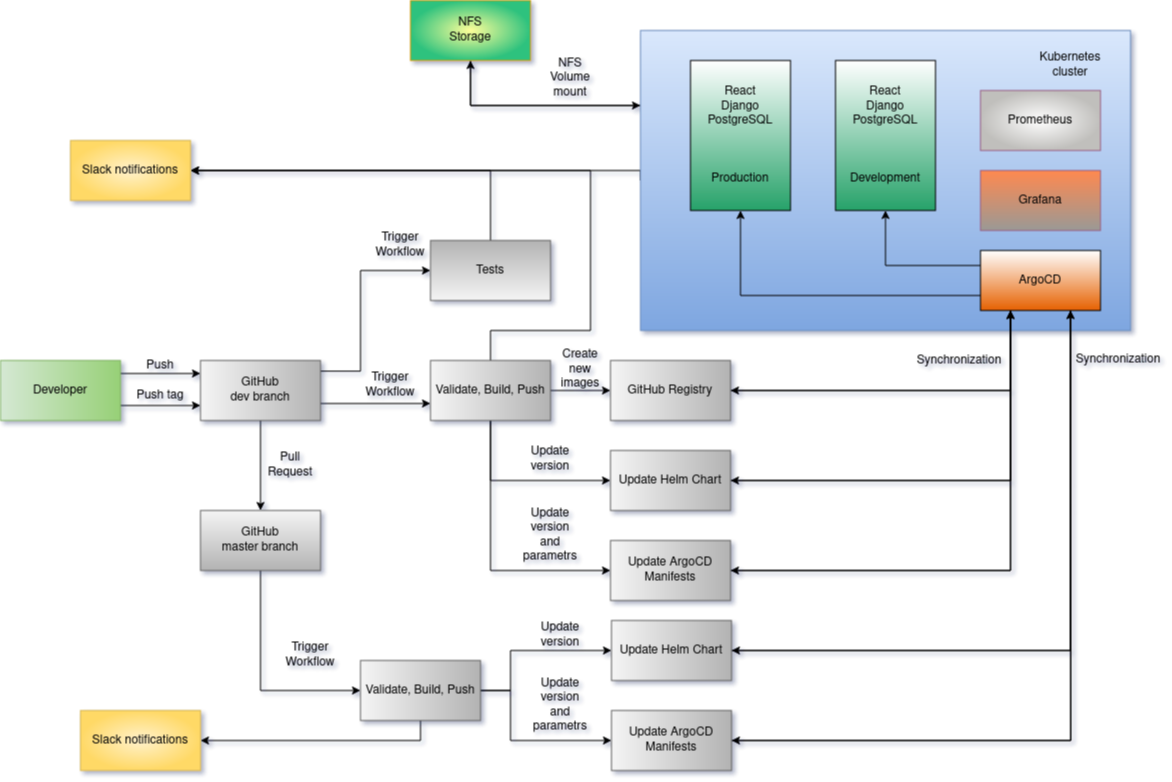 NFS
Storage
NFS
Volume
mount
Kubernetes
cluster
React
Django
PostgreSQL
Production
React
Django
PostgreSQL
Development
Prometheus
Grafana
ArgoCD
Slack notifications
Trigger
Workflow
Tests
Synchronization
Synchronization
Developer
Push
Push tag
GitHub
dev branch
Trigger
Workflow
Validate, Build, Push
Create
new
images
GitHub Registry
Pull
Request
Update
version
Update Helm Chart
GitHub
master branch
Update
version
and
parametrs
Update ArgoCD
Manifests
Trigger
Workflow
Validate, Build, Push
Update
version
Update Helm Chart
Update
version
and
parametrs
Update ArgoCD
Manifests
Slack notifications